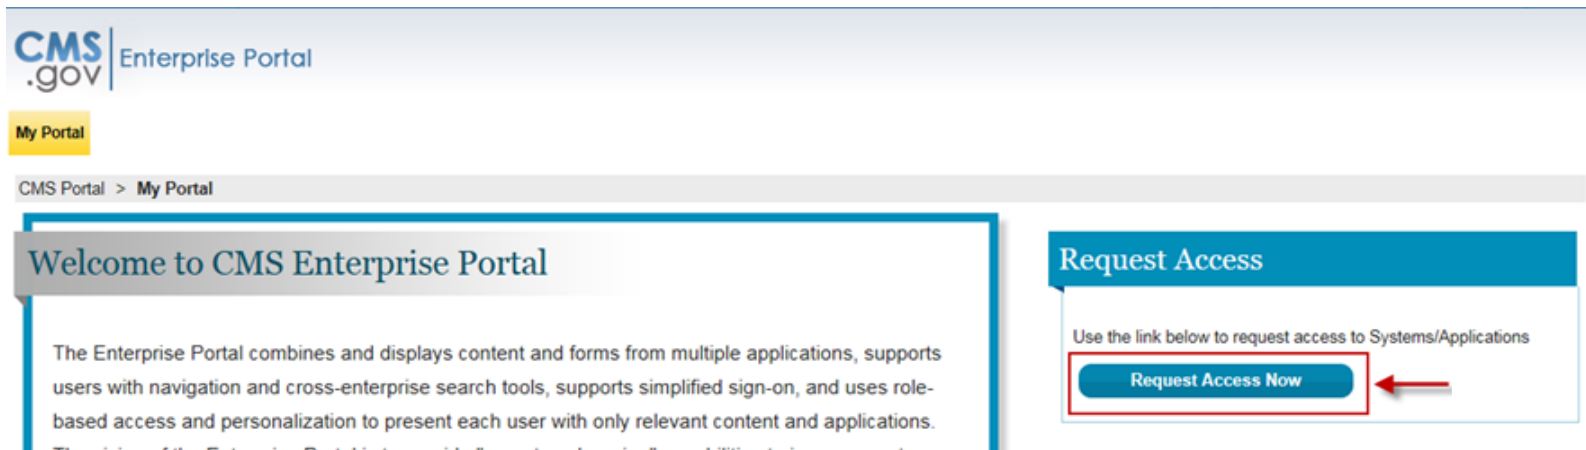 CMS
.gov
Enterprise Portal
My Portal
CMS Portal > My Portal
Welcome to CMS Enterprise Portal
The Enterprise Portal combines and displays content and forms from multiple applications, supports
users with navigation and cross-enterprise search tools, supports simplified sign-on, and uses role-
based access and personalization to present each user with only relevant content and applications.
Request Access
Use the link below to request access to Systems/Applications
Request Access Now